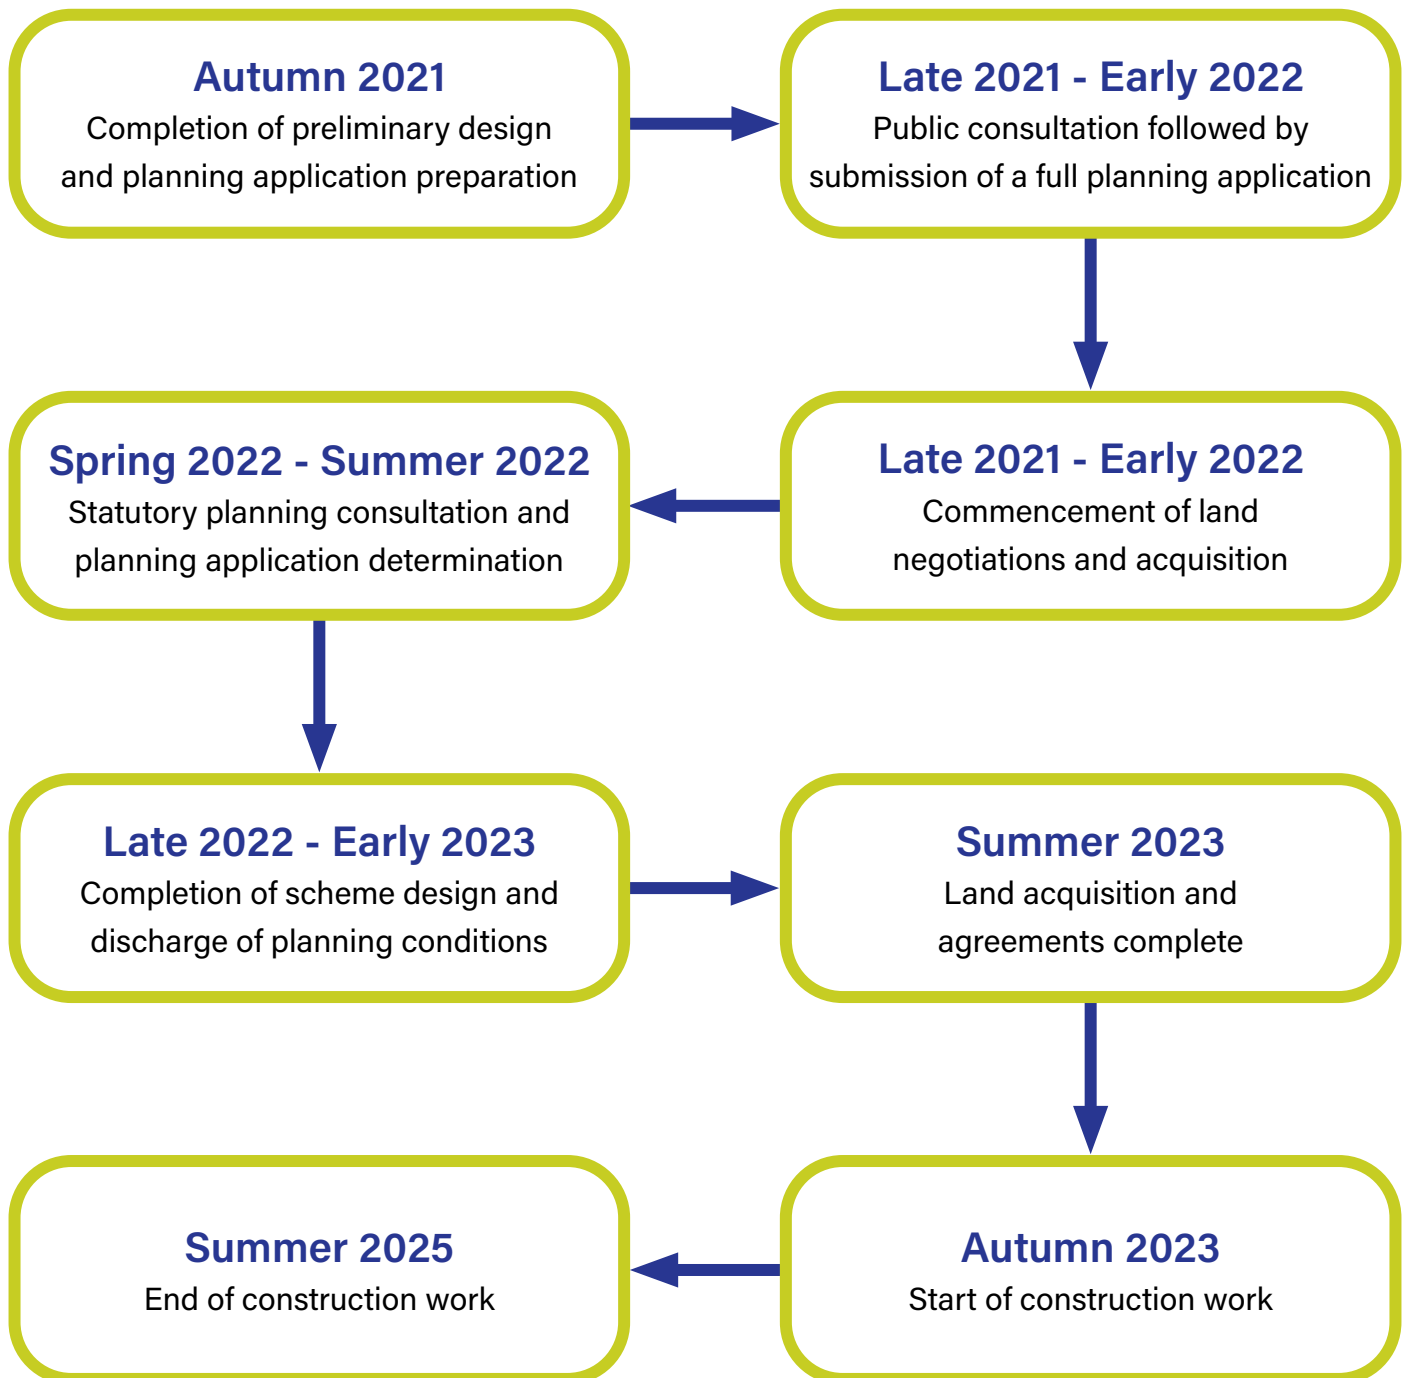 Autumn 2021
Completion of preliminary design
and planning application preparation
Late 2021 - Early 2022
Public consultation followed by
submission of a full planning application
Late 2021 - Early 2022
Commencement of land
negotiations and acquisition
Spring 2022 - Summer 2022
Statutory planning consultation and
planning application determination
Late 2022 - Early 2023
Completion of scheme design and
discharge of planning conditions
Summer 2023
Land acquisition and
agreements complete
Autumn 2023
Start of construction work
Summer 2025
End of construction work